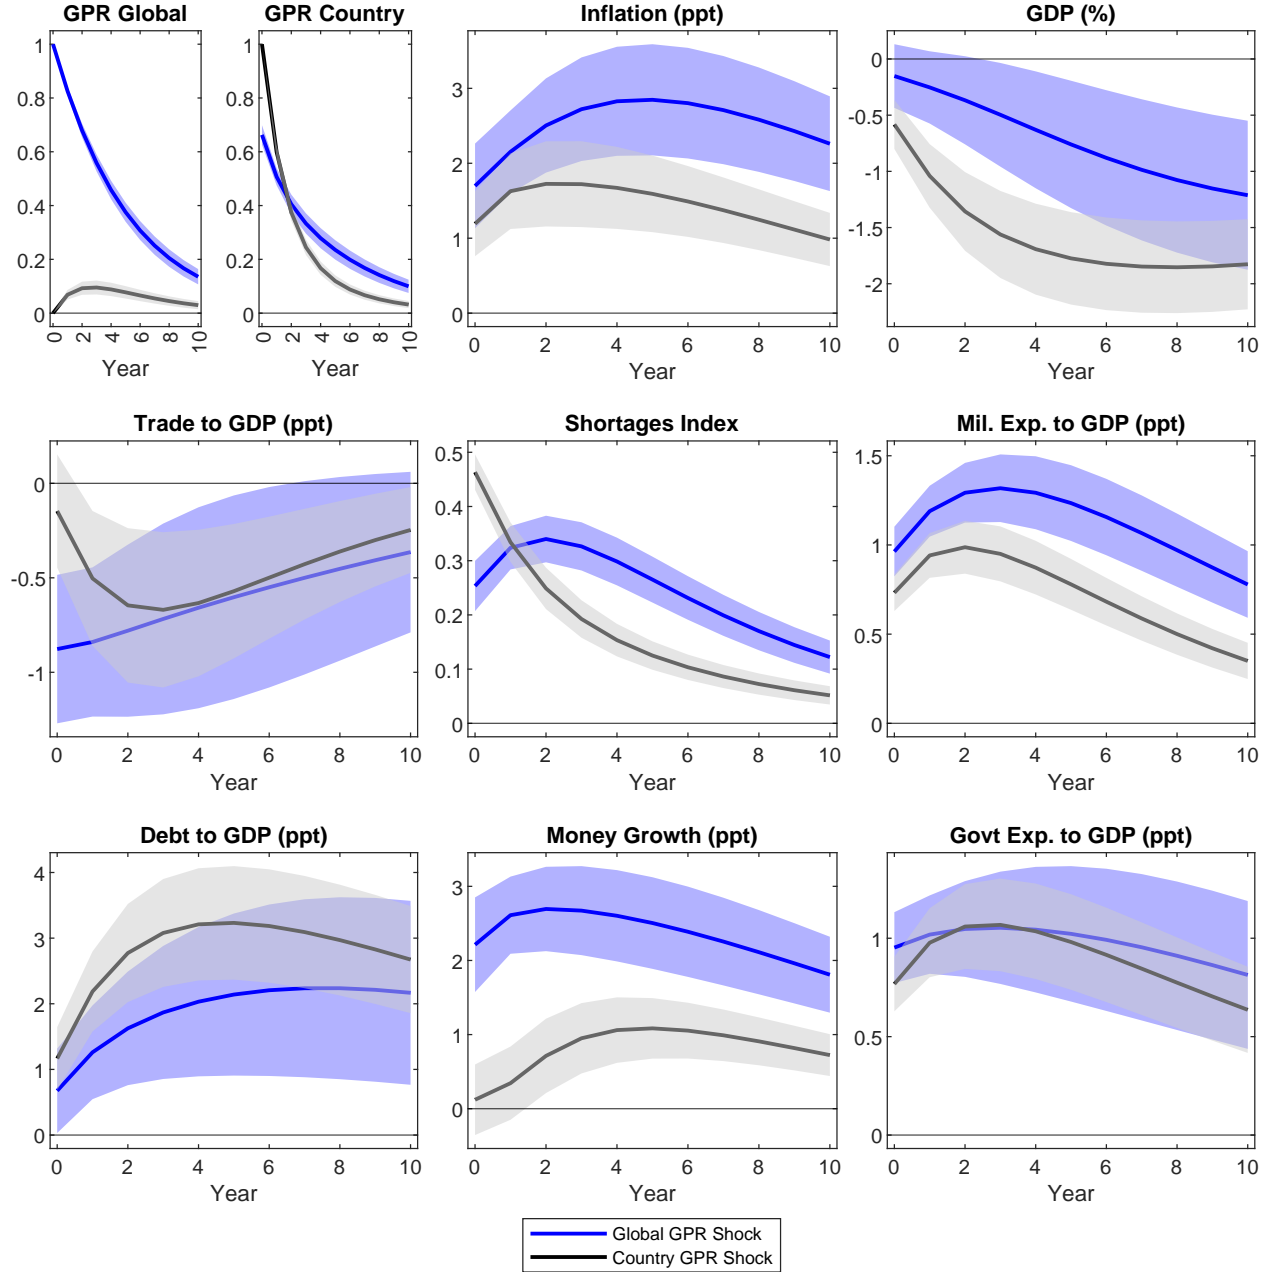 GPR Global
GPR Country
Inflation (ppt)
GDP (%)
1
0.8
0.6
0.4
0.2
0
0 2 4 6 8 10
Year
1
0.8
0.6
0.4
0.2
0
0 2 4 6 8 10
Year
3
2
1
0
0 2 4 6 8 10
Year
0
-0.5
-1
-1.5
-2
0 2 4 6 8 10
Year
Trade to GDP (ppt)
Shortages Index
Mil. Exp. to GDP (ppt)
0
-0.5
-1
0 2 4 6 8 10
Year
0.5
0.4
0.3
0.2
0.1
0
0 2 4 6 8 10
Year
1.5
1
0.5
0
0 2 4 6 8 10
Year
Debt to GDP (ppt)
Money Growth (ppt)
Govt Exp. to GDP (ppt)
4
3
2
1
0
0 2 4 6 8 10
Year
3
2
1
0
0 2 4 6 8 10
Year
1
0.5
0
0 2 4 6 8 10
Year
Global GPR Shock
Country GPR Shock